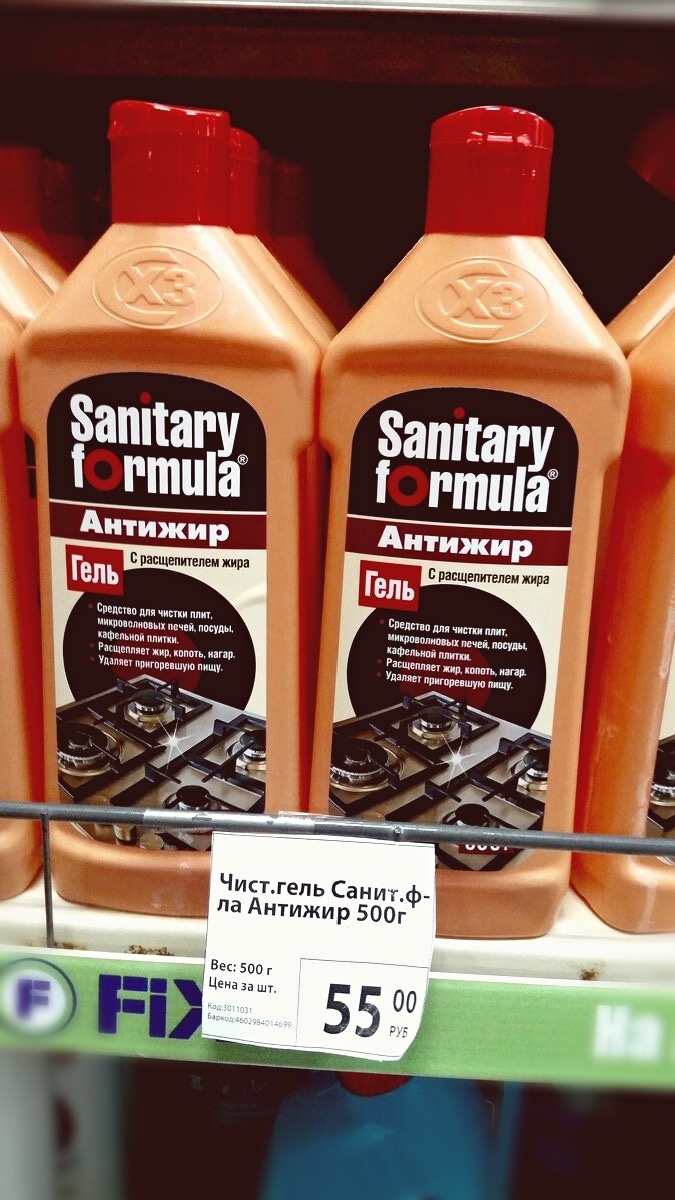 ХЗ
Sanitary
formula®
Антижир
Гель
С расщепителем жира
Средство для чистки плит,
микроволновых печей, посуды,
кафельной плитки.
Расщепляет жир, копоть, нагар.
Удаляет пригоревшую пищу.
ХЗ
Sanitary
formula®
Антижир
Гель
С расщепителем жира
Средство для чистки плит,
микроволновых печей, посуды,
кафельной плитки.
Расщепляет жир, копоть, нагар.
Удаляет пригоревшую пищу.
Чист.гель Санит.ф-
ла Антижир 500г
Вес: 500 г
Цена за шт.
Код:3011031
Баркод:4602984014699
55 00
РУБ
F FIX
На